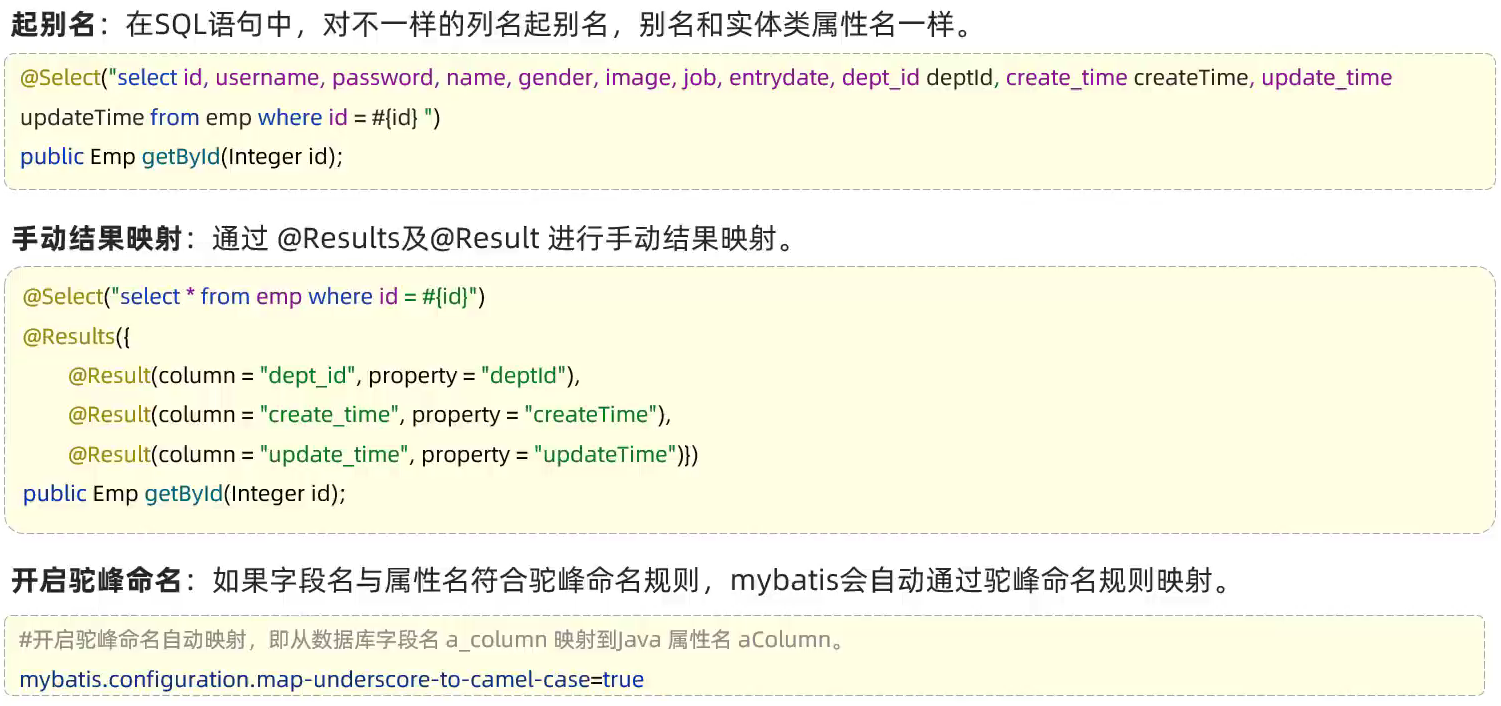 起别名：在SQL语句中，对不一样的列名起别名，别名和实体类属性名一样。
@Select("select id, username, password, name, gender, image, job, entrydate, dept_id deptId, create_time createTime, update_time
updateTime from emp where id = #{id} ")
public Emp getById(Integer id);
手动结果映射：通过 @Results及@Result 进行手动结果映射。
@Select("select * from emp where id = #{id}")
@Results({
@Result(column = "dept_id", property = "deptId"),
@Result(column = "create_time", property = "createTime"),
@Result(column = "update_time", property = "updateTime")})
public Emp getById(Integer id);
开启驼峰命名：如果字段名与属性名符合驼峰命名规则，mybatis会自动通过驼峰命名规则映射。
#开启驼峰命名自动映射，即从数据库字段名 a_column 映射到Java 属性名 aColumn。
mybatis.configuration.map-underscore-to-camel-case=true